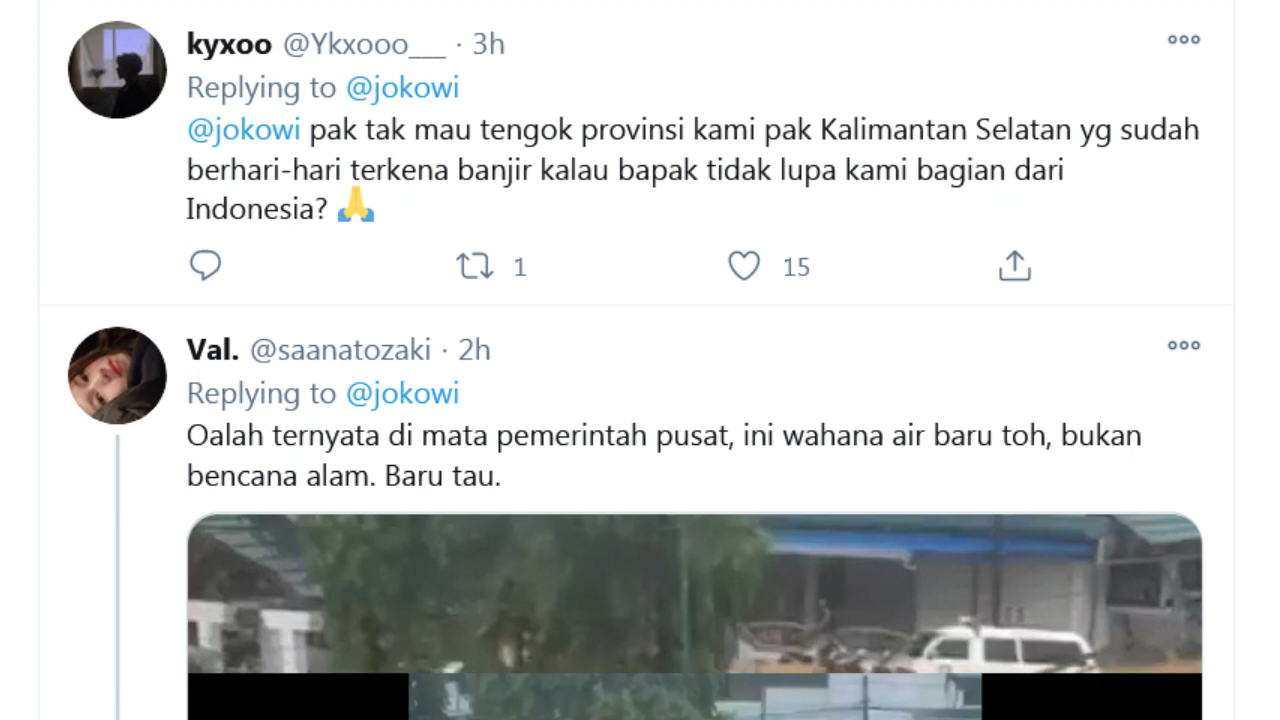 kyxoo @Ykxooo___ · 3h
Replying to @jokowi
@jokowi pak tak mau tengok provinsi kami pak Kalimantan Selatan yg sudah
berhari-hari terkena banjir kalau bapak tidak lupa kami bagian dari
Indonesia? 🙏
1 15
Val. @saanatozaki · 2h
Replying to @jokowi
Oalah ternyata di mata pemerintah pusat, ini wahana air baru toh, bukan
bencana alam. Baru tau.